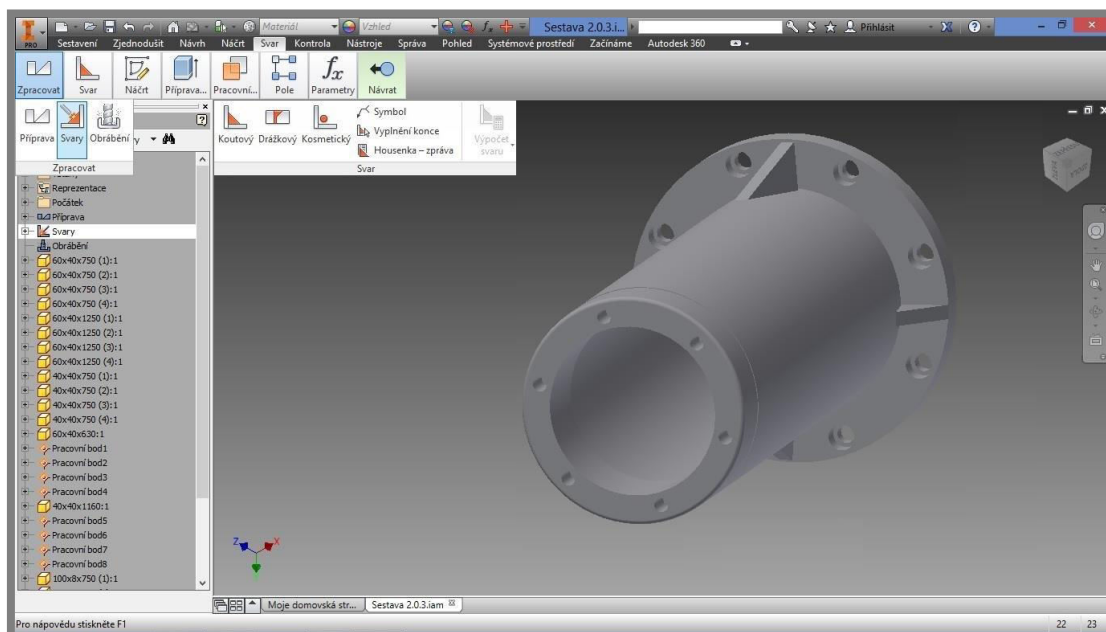 PRO
Materiál
Vzhled
Sestava 2.0.3.i...
Přihlásit
Sestavení Zjednodušit Návrh Náčrt Svar Kontrola Nástroje Správa Pohled Systémové prostředí Začínáme Autodesk 360
Zpracovat Svar Náčrt Příprava... Pracovní... Pole Parametry Návrat
Příprava Svary Obrábění
Zpracovat
Koutový Drážkový Kosmetický
Symbol
Vyplnění konce
Housenka – zpráva
Výpočet
svaru
Svar
Reprezentace
Počátek
Příprava
Svary
Obrábění
60x40x750 (1):1
60x40x750 (2):1
60x40x750 (3):1
60x40x750 (4):1
60x40x1250 (1):1
60x40x1250 (2):1
60x40x1250 (3):1
60x40x1250 (4):1
40x40x750 (1):1
40x40x750 (2):1
40x40x750 (3):1
40x40x750 (4):1
60x40x630:1
Pracovní bod1
Pracovní bod2
Pracovní bod3
Pracovní bod4
40x40x1160:1
Pracovní bod5
Pracovní bod6
Pracovní bod7
Pracovní bod8
100x8x750 (1):1
Z X
Moje domovská str... Sestava 2.0.3.iam
Pro nápovědu stiskněte F1
22 23